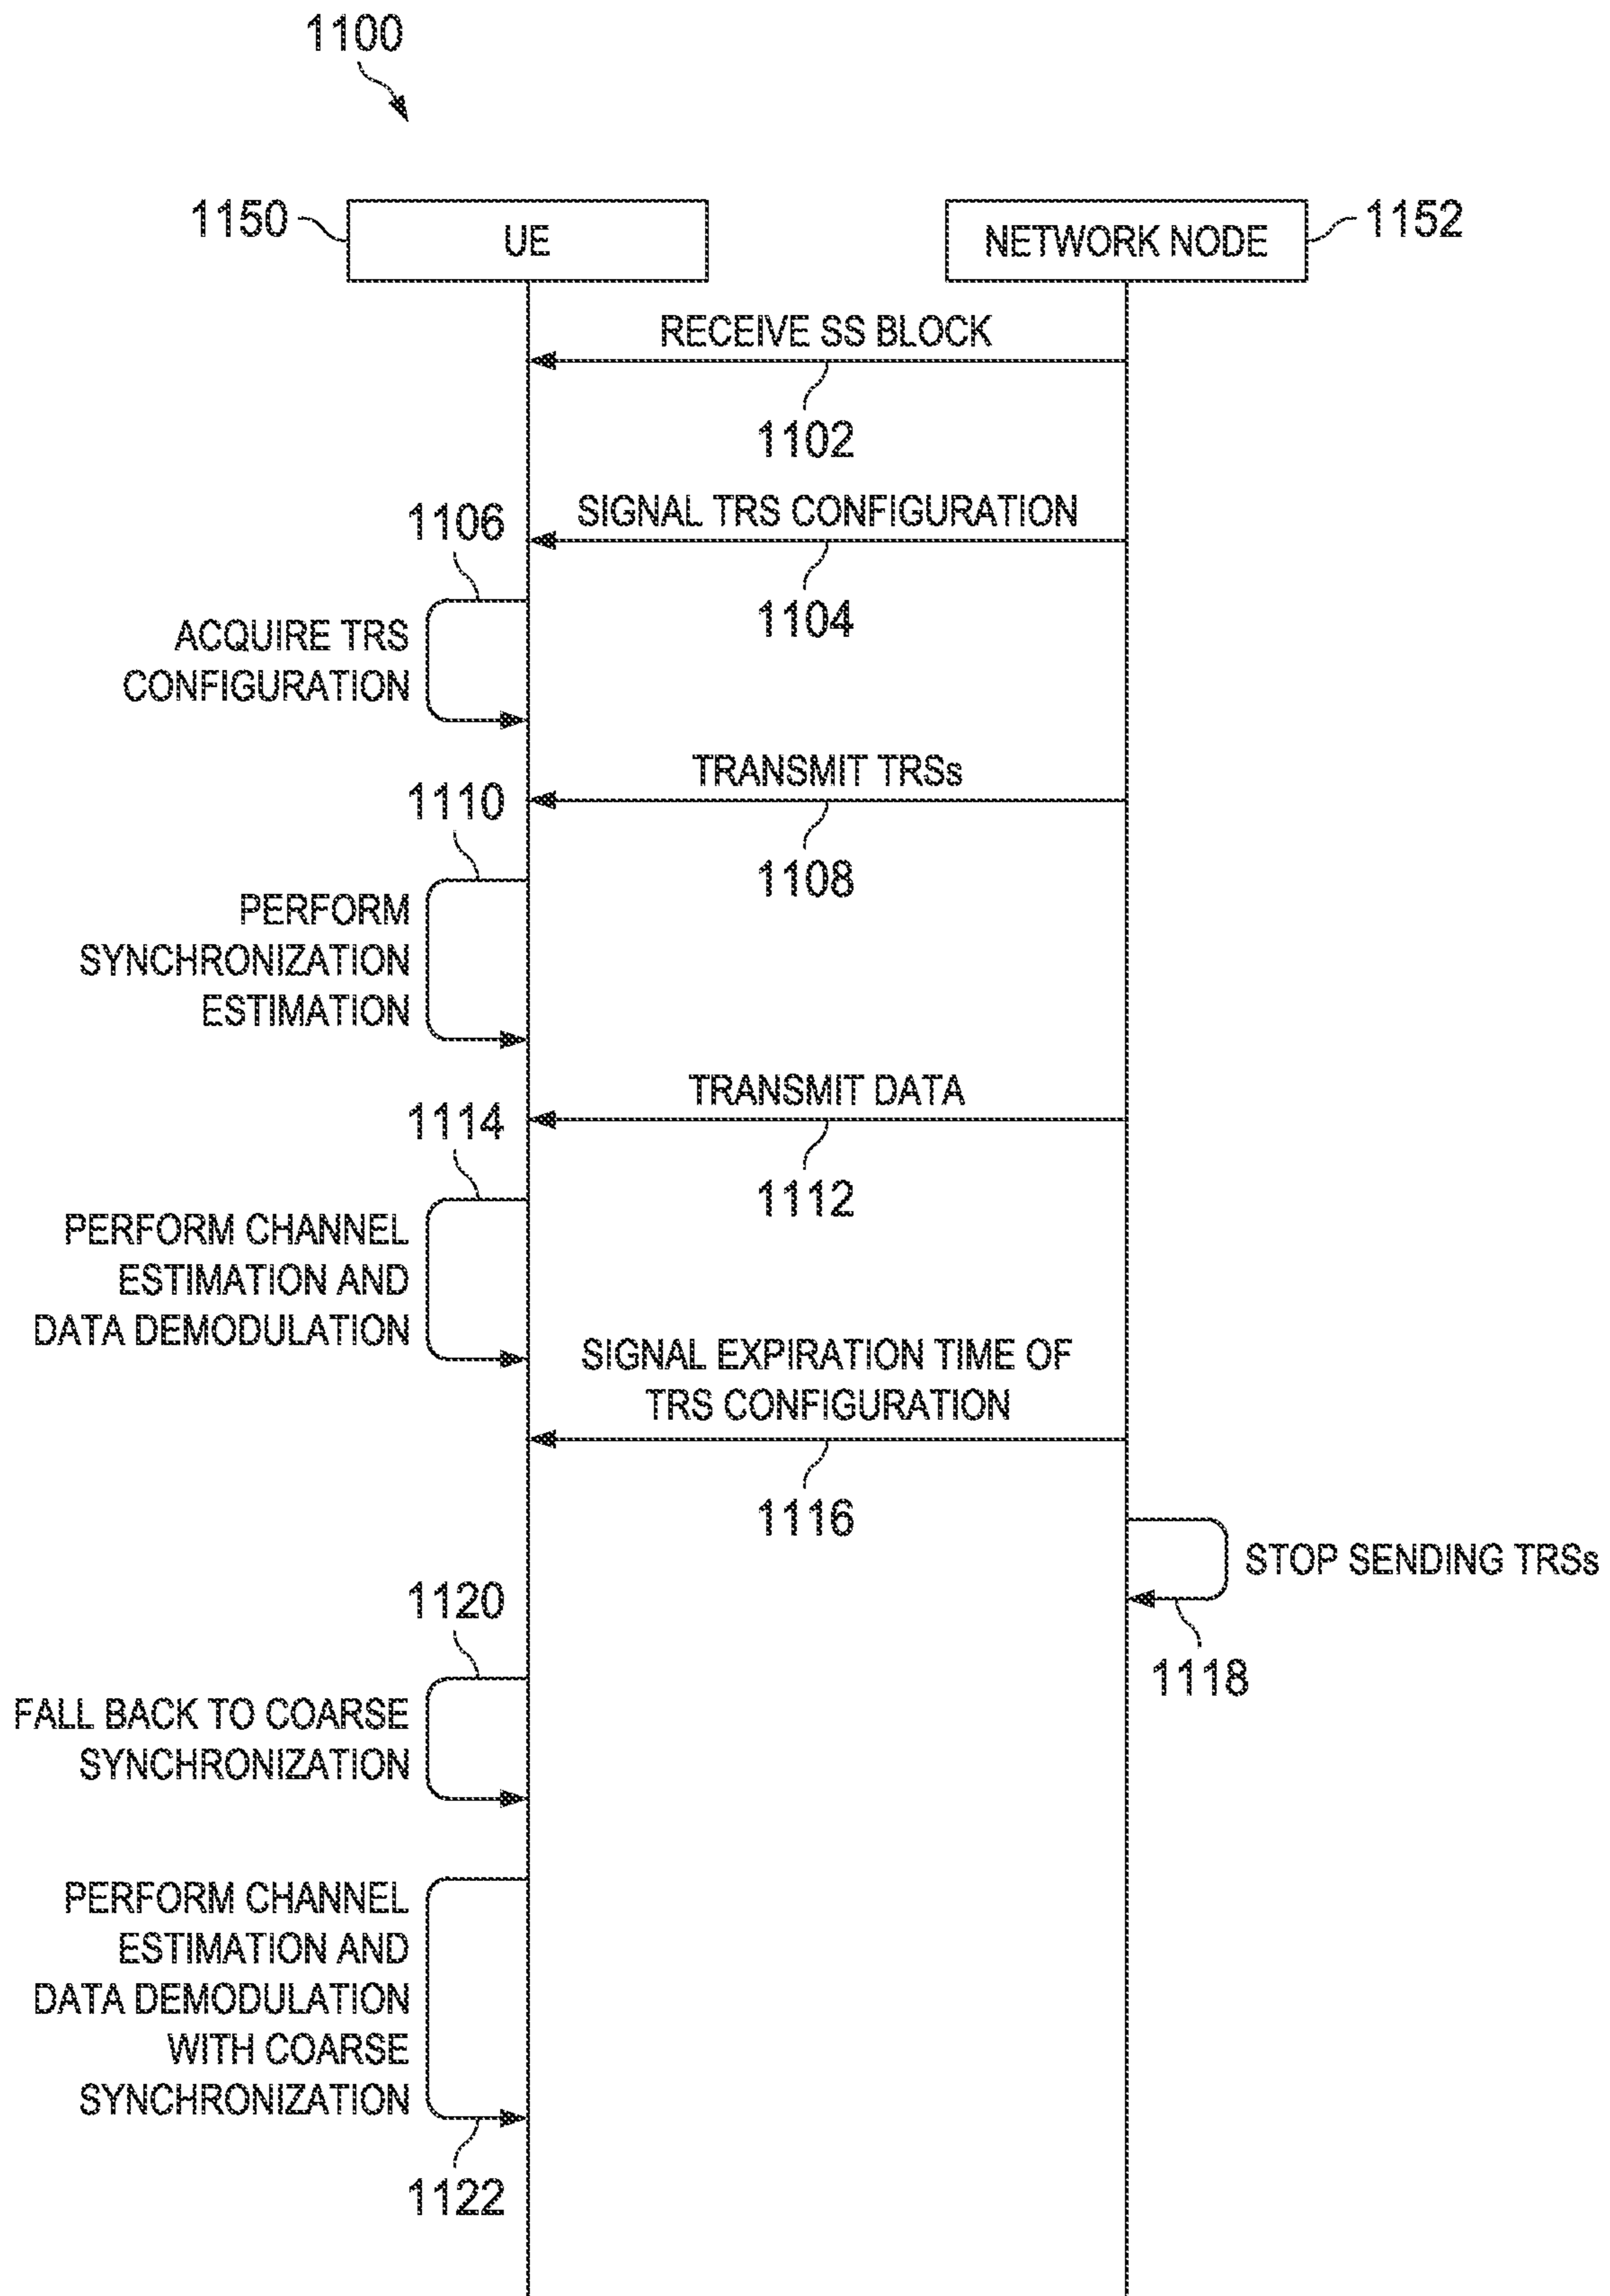 1100
1150
UE
NETWORK NODE
1152
RECEIVE SS BLOCK
1102
SIGNAL TRS CONFIGURATION
1104
1106
ACQUIRE TRS
CONFIGURATION
TRANSMIT TRSs
1108
1110
PERFORM
SYNCHRONIZATION
ESTIMATION
TRANSMIT DATA
1112
1114
PERFORM CHANNEL
ESTIMATION AND
DATA DEMODULATION
SIGNAL EXPIRATION TIME OF
TRS CONFIGURATION
1116
STOP SENDING TRSs
1118
1120
FALL BACK TO COARSE
SYNCHRONIZATION
PERFORM CHANNEL
ESTIMATION AND
DATA DEMODULATION
WITH COARSE
SYNCHRONIZATION
1122